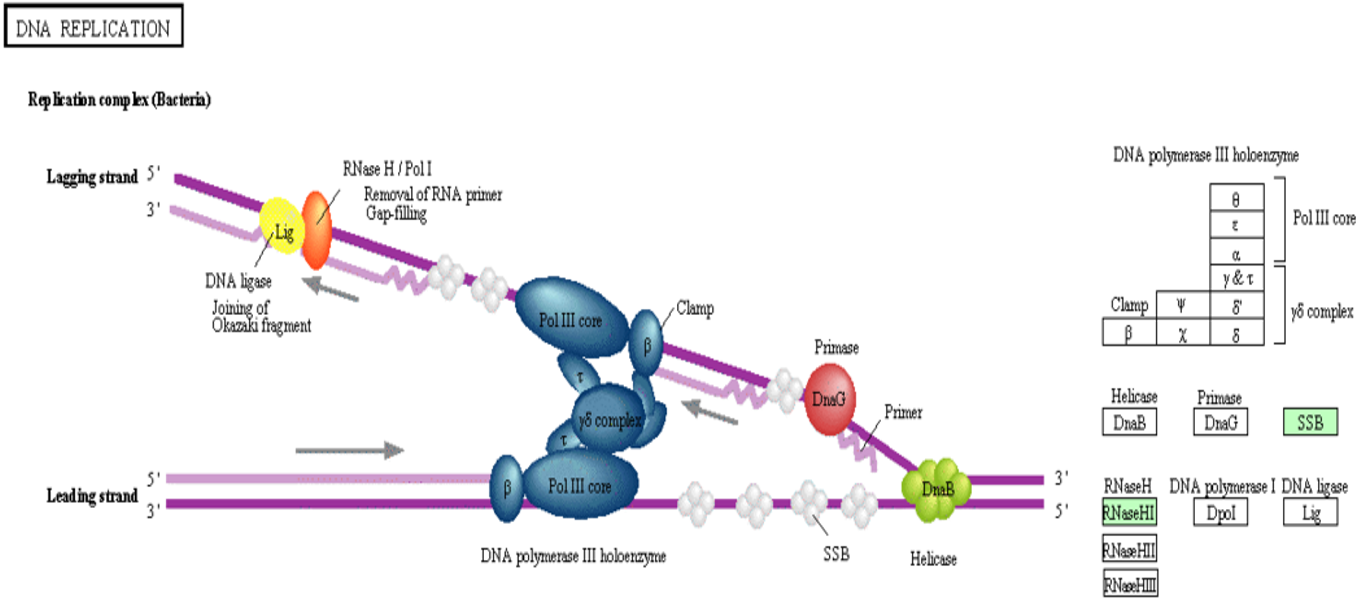 DNA REPLICATION
Replication complex (Bacteria)
Lagging strand
5'
3'
Lig
RNase H / Pol I
Removal of RNA primer
Gap-filling
DNA ligase
Joining of
Okazaki fragment
Pol III core
β
Clamp
τ
γδ complex
τ
Primase
DnaG
Primer
Leading strand
5'
3'
β
Pol III core
DnaB
3'
5'
DNA polymerase III holoenzyme
SSB
Helicase
DNA polymerase III holoenzyme
θ
ε
α
γ & τ
Pol III core
Clamp
ψ
δ'
β
χ
δ
γδ complex
Helicase
DnaB
Primase
DnaG
SSB
RNaseH
RNaseHI
RNaseHII
RNaseHIII
DNA polymerase I
DpoI
DNA ligase
Lig